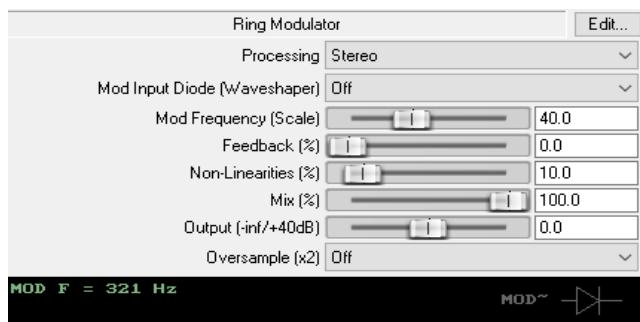 Ring Modulator Edit...
Processing Stereo
Mod Input Diode (Waveshaper) Off
Mod Frequency (Scale) 40.0
Feedback (%) 0.0
Non-Linearities (%) 10.0
Mix (%) 100.0
Output (-inf/+40dB) 0.0
Oversample (x2) Off
MOD F = 321 Hz
MOD~